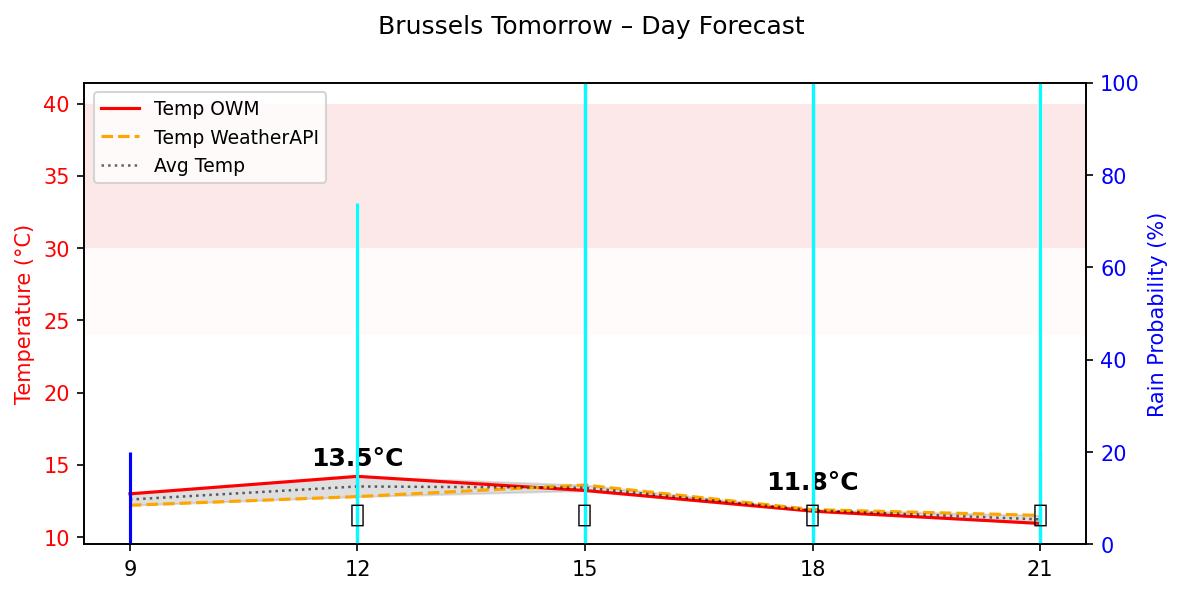 Brussels Tomorrow – Day Forecast
Temp OWM
Temp WeatherAPI
Avg Temp
Temperature (°C)
40
35
30
25
20
15
10
100
80
60
40
20
0
Rain Probability (%)
13.5°C
11.8°C
9
12
15
18
21